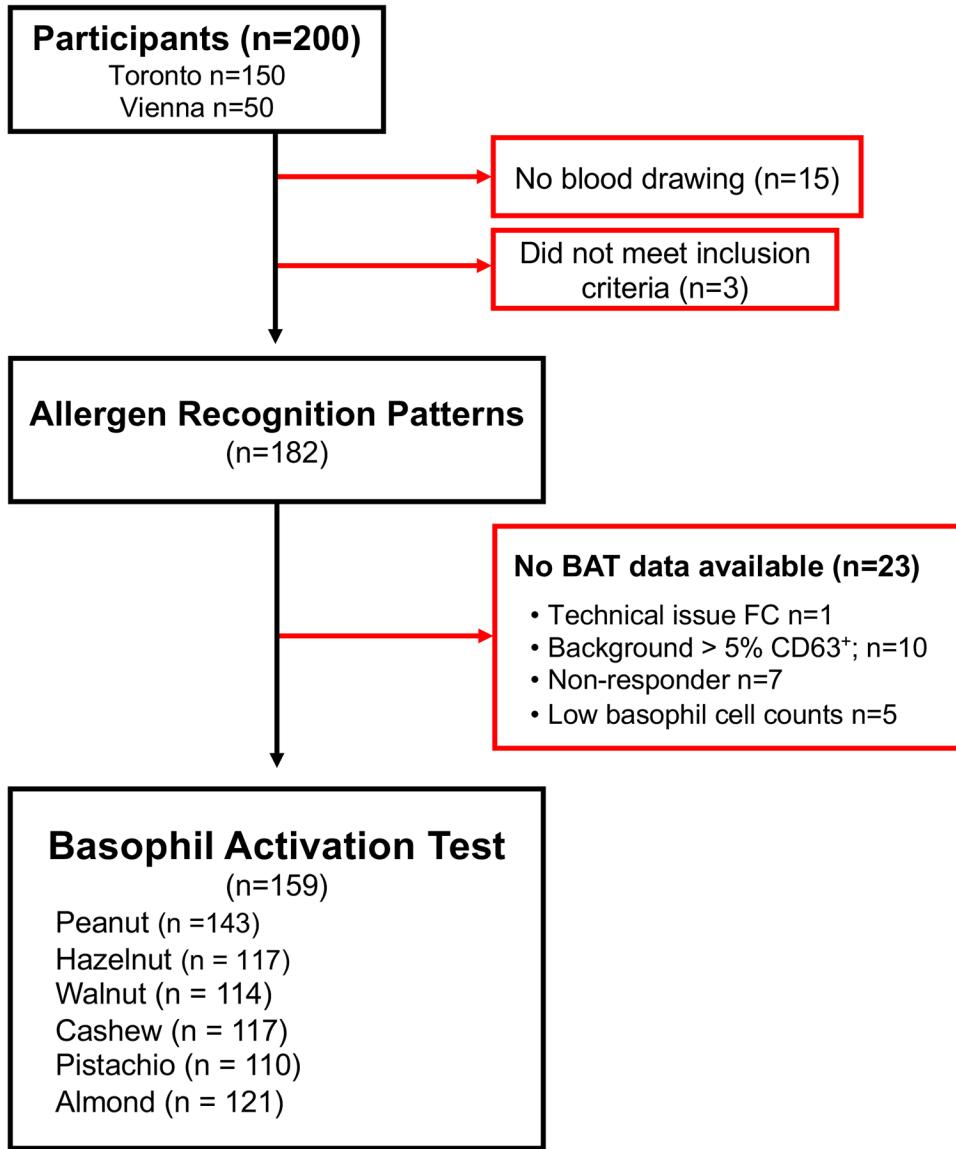 Participants (n=200)
Toronto n=150
Vienna n=50
No blood drawing (n=15)
Did not meet inclusion
criteria (n=3)
Allergen Recognition Patterns
(n=182)
No BAT data available (n=23)
• Technical issue FC n=1
• Background > 5% CD63⁺; n=10
• Non-responder n=7
• Low basophil cell counts n=5
Basophil Activation Test
(n=159)
Peanut (n =143)
Hazelnut (n = 117)
Walnut (n = 114)
Cashew (n = 117)
Pistachio (n = 110)
Almond (n = 121)